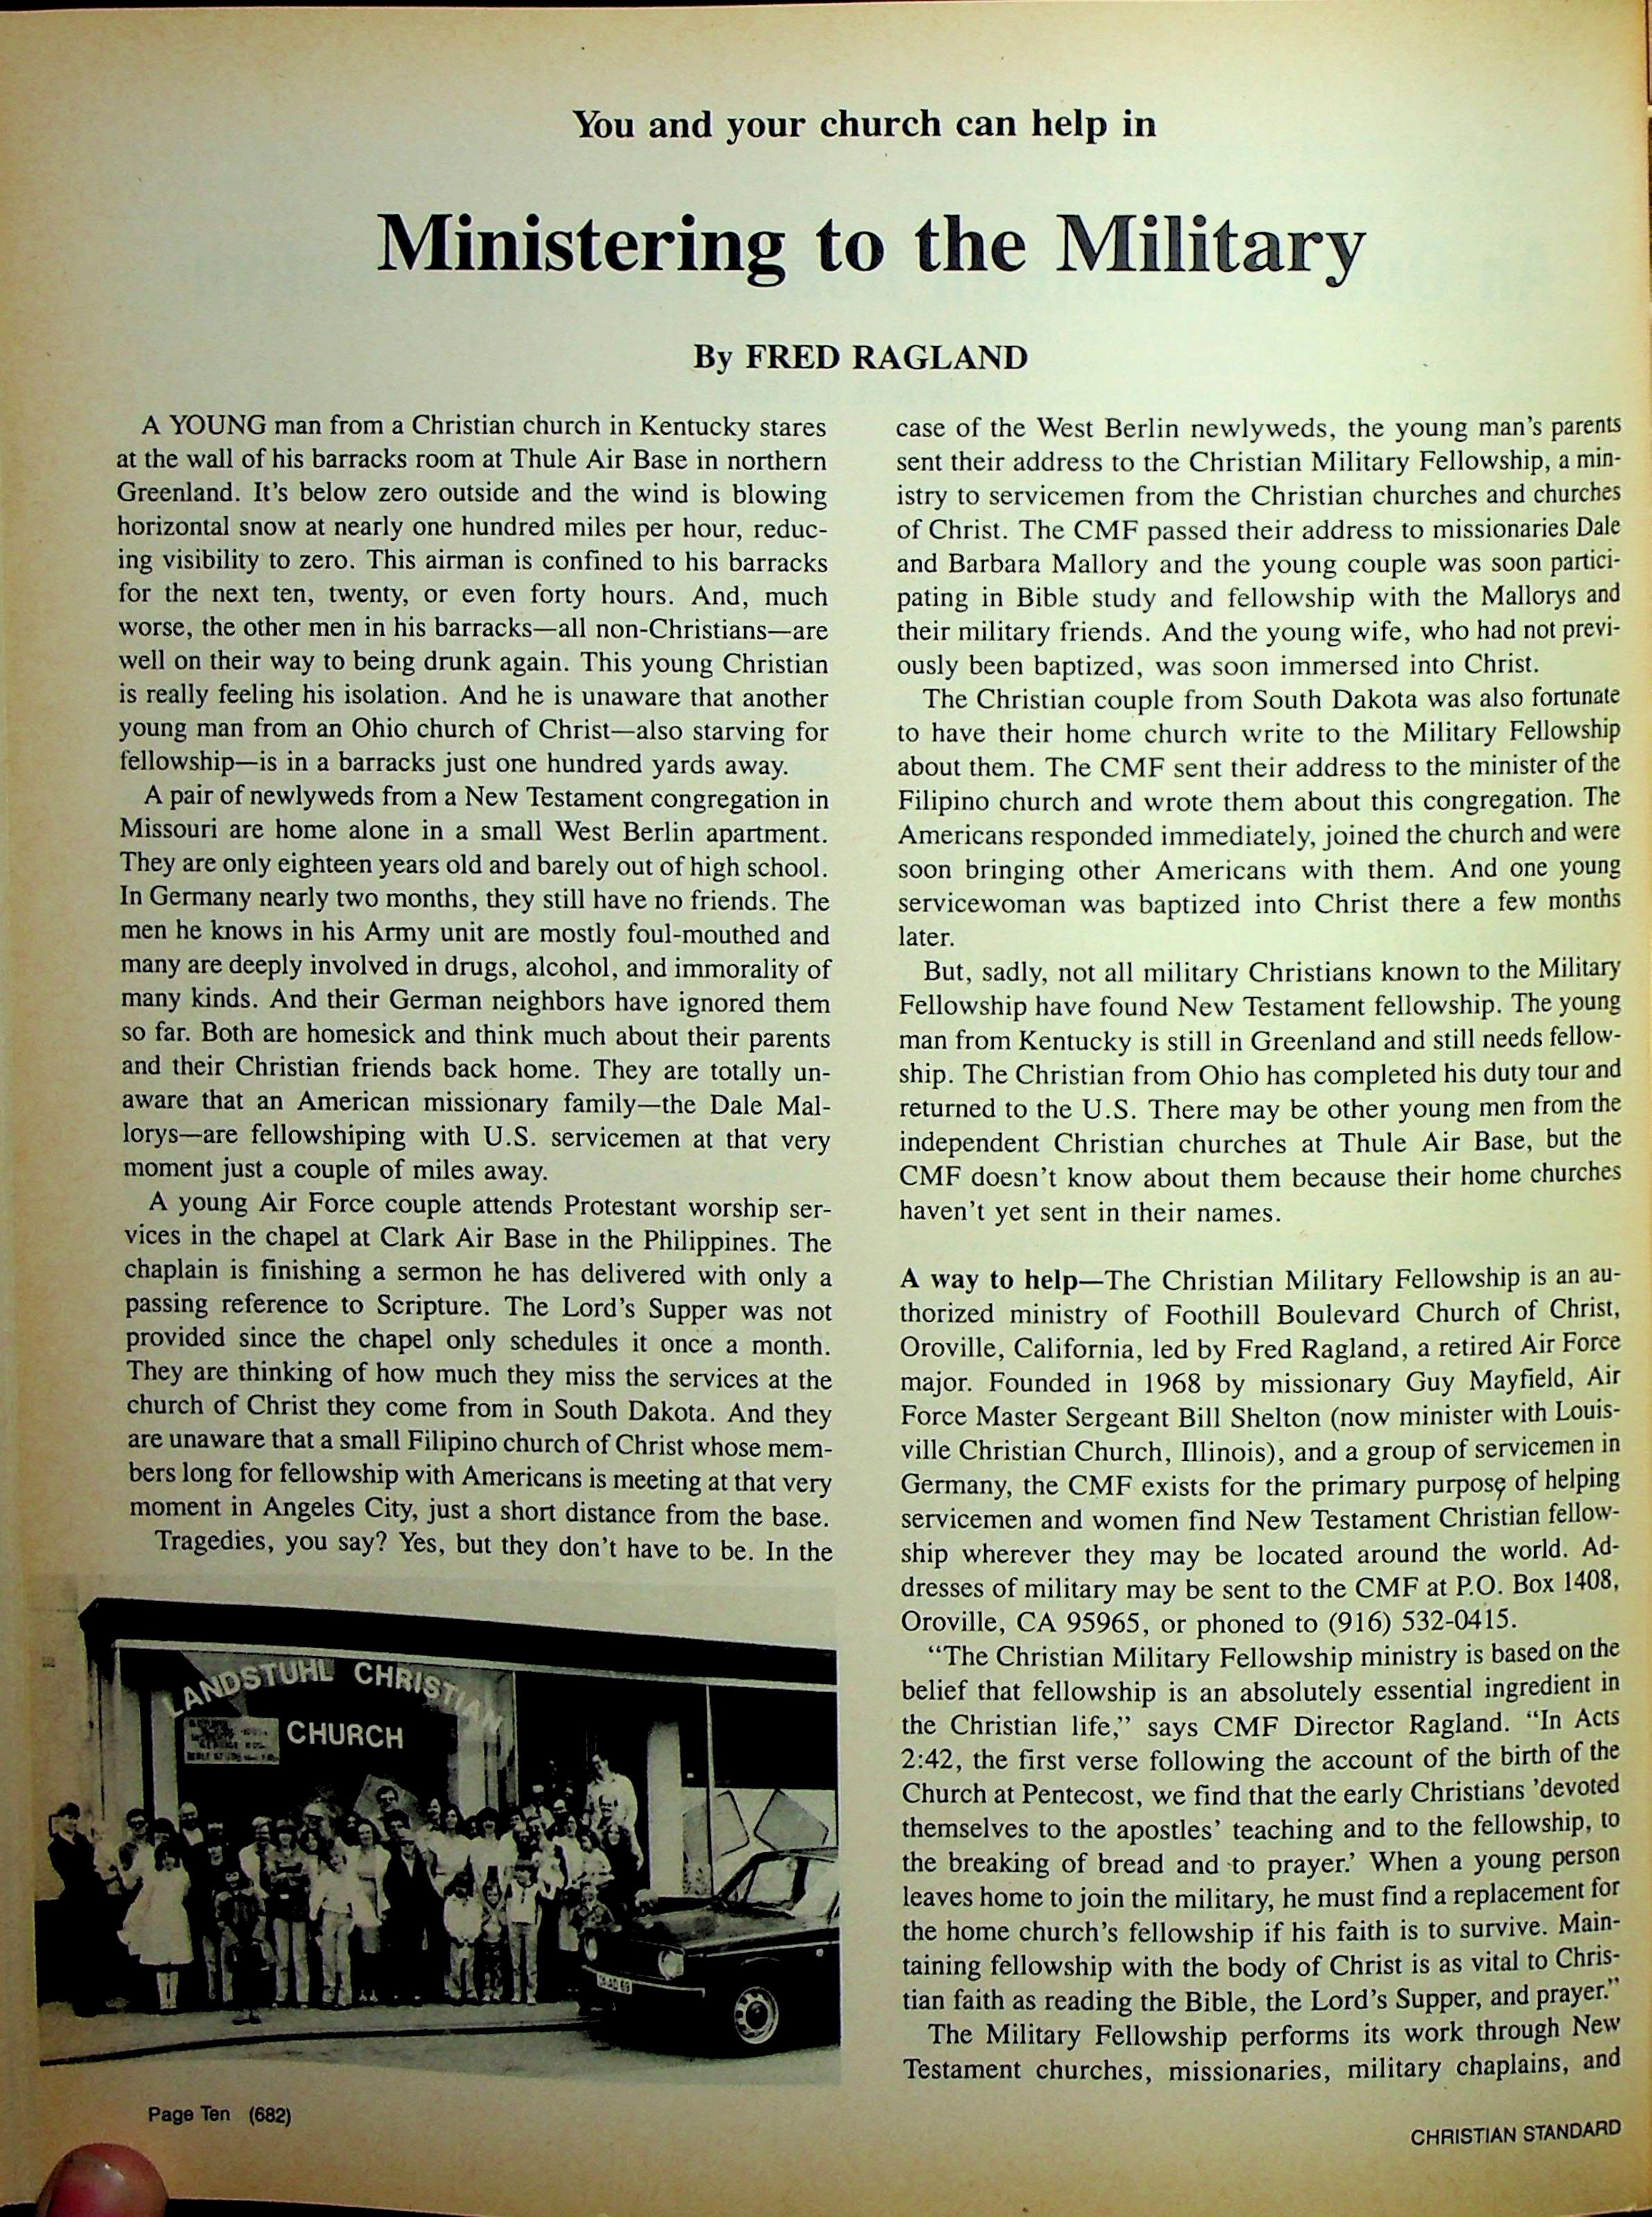 You and your church can help in
Ministering to the Military
By FRED RAGLAND
A YOUNG man from a Christian church in Kentucky stares
at the wall of his barracks room at Thule Air Base in northern
Greenland. It's below zero outside and the wind is blowing
horizontal snow at nearly one hundred miles per hour, reduc-
ing visibility to zero. This airman is confined to his barracks
for the next ten, twenty, or even forty hours. And, much
worse, the other men in his barracks—all non-Christians—are
well on their way to being drunk again. This young Christian
is really feeling his isolation. And he is unaware that another
young man from an Ohio church of Christ—also starving for
fellowship—is in a barracks just one hundred yards away.
A pair of newlyweds from a New Testament congregation in
Missouri are home alone in a small West Berlin apartment.
They are only eighteen years old and barely out of high school.
In Germany nearly two months, they still have no friends. The
men he knows in his Army unit are mostly foul-mouthed and
many are deeply involved in drugs, alcohol, and immorality of
many kinds. And their German neighbors have ignored them
so far. Both are homesick and think much about their parents
and their Christian friends back home. They are totally un-
aware that an American missionary family—the Dale Mal-
lorys—are fellowshiping with U.S. servicemen at that very
moment just a couple of miles away.
A young Air Force couple attends Protestant worship ser-
vices in the chapel at Clark Air Base in the Philippines. The
chaplain is finishing a sermon he has delivered with only a
passing reference to Scripture. The Lord's Supper was not
provided since the chapel only schedules it once a month.
They are thinking of how much they miss the services at the
church of Christ they come from in South Dakota. And they
are unaware that a small Filipino church of Christ whose mem-
bers long for fellowship with Americans is meeting at that very
moment in Angeles City, just a short distance from the base.
Tragedies, you say? Yes, but they don't have to be. In the
LANDSTUHL CHRISTIAN
CHURCH
Page Ten (682)
case of the West Berlin newlyweds, the young man's parents
sent their address to the Christian Military Fellowship, a min-
istry to servicemen from the Christian churches and churches
of Christ. The CMF passed their address to missionaries Dale
and Barbara Mallory and the young couple was soon partici-
pating in Bible study and fellowship with the Mallorys and
their military friends. And the young wife, who had not previ-
ously been baptized, was soon immersed into Christ.
The Christian couple from South Dakota was also fortunate
to have their home church write to the Military Fellowship
about them. The CMF sent their address to the minister of the
Filipino church and wrote them about this congregation. The
Americans responded immediately, joined the church and were
soon bringing other Americans with them. And one young
servicewoman was baptized into Christ there a few months
later.
But, sadly, not all military Christians known to the Military
Fellowship have found New Testament fellowship. The young
man from Kentucky is still in Greenland and still needs fellow-
ship. The Christian from Ohio has completed his duty tour and
returned to the U.S. There may be other young men from the
independent Christian churches at Thule Air Base, but the
CMF doesn't know about them because their home churches
haven't yet sent in their names.
A way to help—The Christian Military Fellowship is an au-
thorized ministry of Foothill Boulevard Church of Christ,
Oroville, California, led by Fred Ragland, a retired Air Force
major. Founded in 1968 by missionary Guy Mayfield, Air
Force Master Sergeant Bill Shelton (now minister with Louis-
ville Christian Church, Illinois), and a group of servicemen in
Germany, the CMF exists for the primary purpose of helping
servicemen and women find New Testament Christian fellow-
ship wherever they may be located around the world. Ad-
dresses of military may be sent to the CMF at P.O. Box 1408,
Oroville, CA 95965, or phoned to (916) 532-0415.
"The Christian Military Fellowship ministry is based on the
belief that fellowship is an absolutely essential ingredient in
the Christian life," says CMF Director Ragland. "In Acts
2:42, the first verse following the account of the birth of the
Church at Pentecost, we find that the early Christians 'devoted
themselves to the apostles' teaching and to the fellowship, to
the breaking of bread and to prayer.' When a young person
leaves home to join the military, he must find a replacement for
the home church's fellowship if his faith is to survive. Main-
taining fellowship with the body of Christ is as vital to Chris-
tian faith as reading the Bible, the Lord's Supper, and prayer."
The Military Fellowship performs its work through New
Testament churches, missionaries, military chaplains, and
CHRISTIAN STANDARD